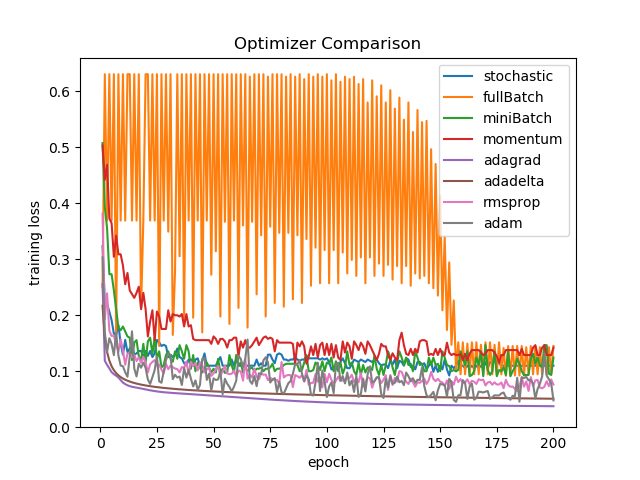 Optimizer Comparison
training loss
0.6
0.5
0.4
0.3
0.2
0.1
0.0
stochastic
fullBatch
miniBatch
momentum
adagrad
adadelta
rmsprop
adam
0 25 50 75 100 125 150 175 200
epoch